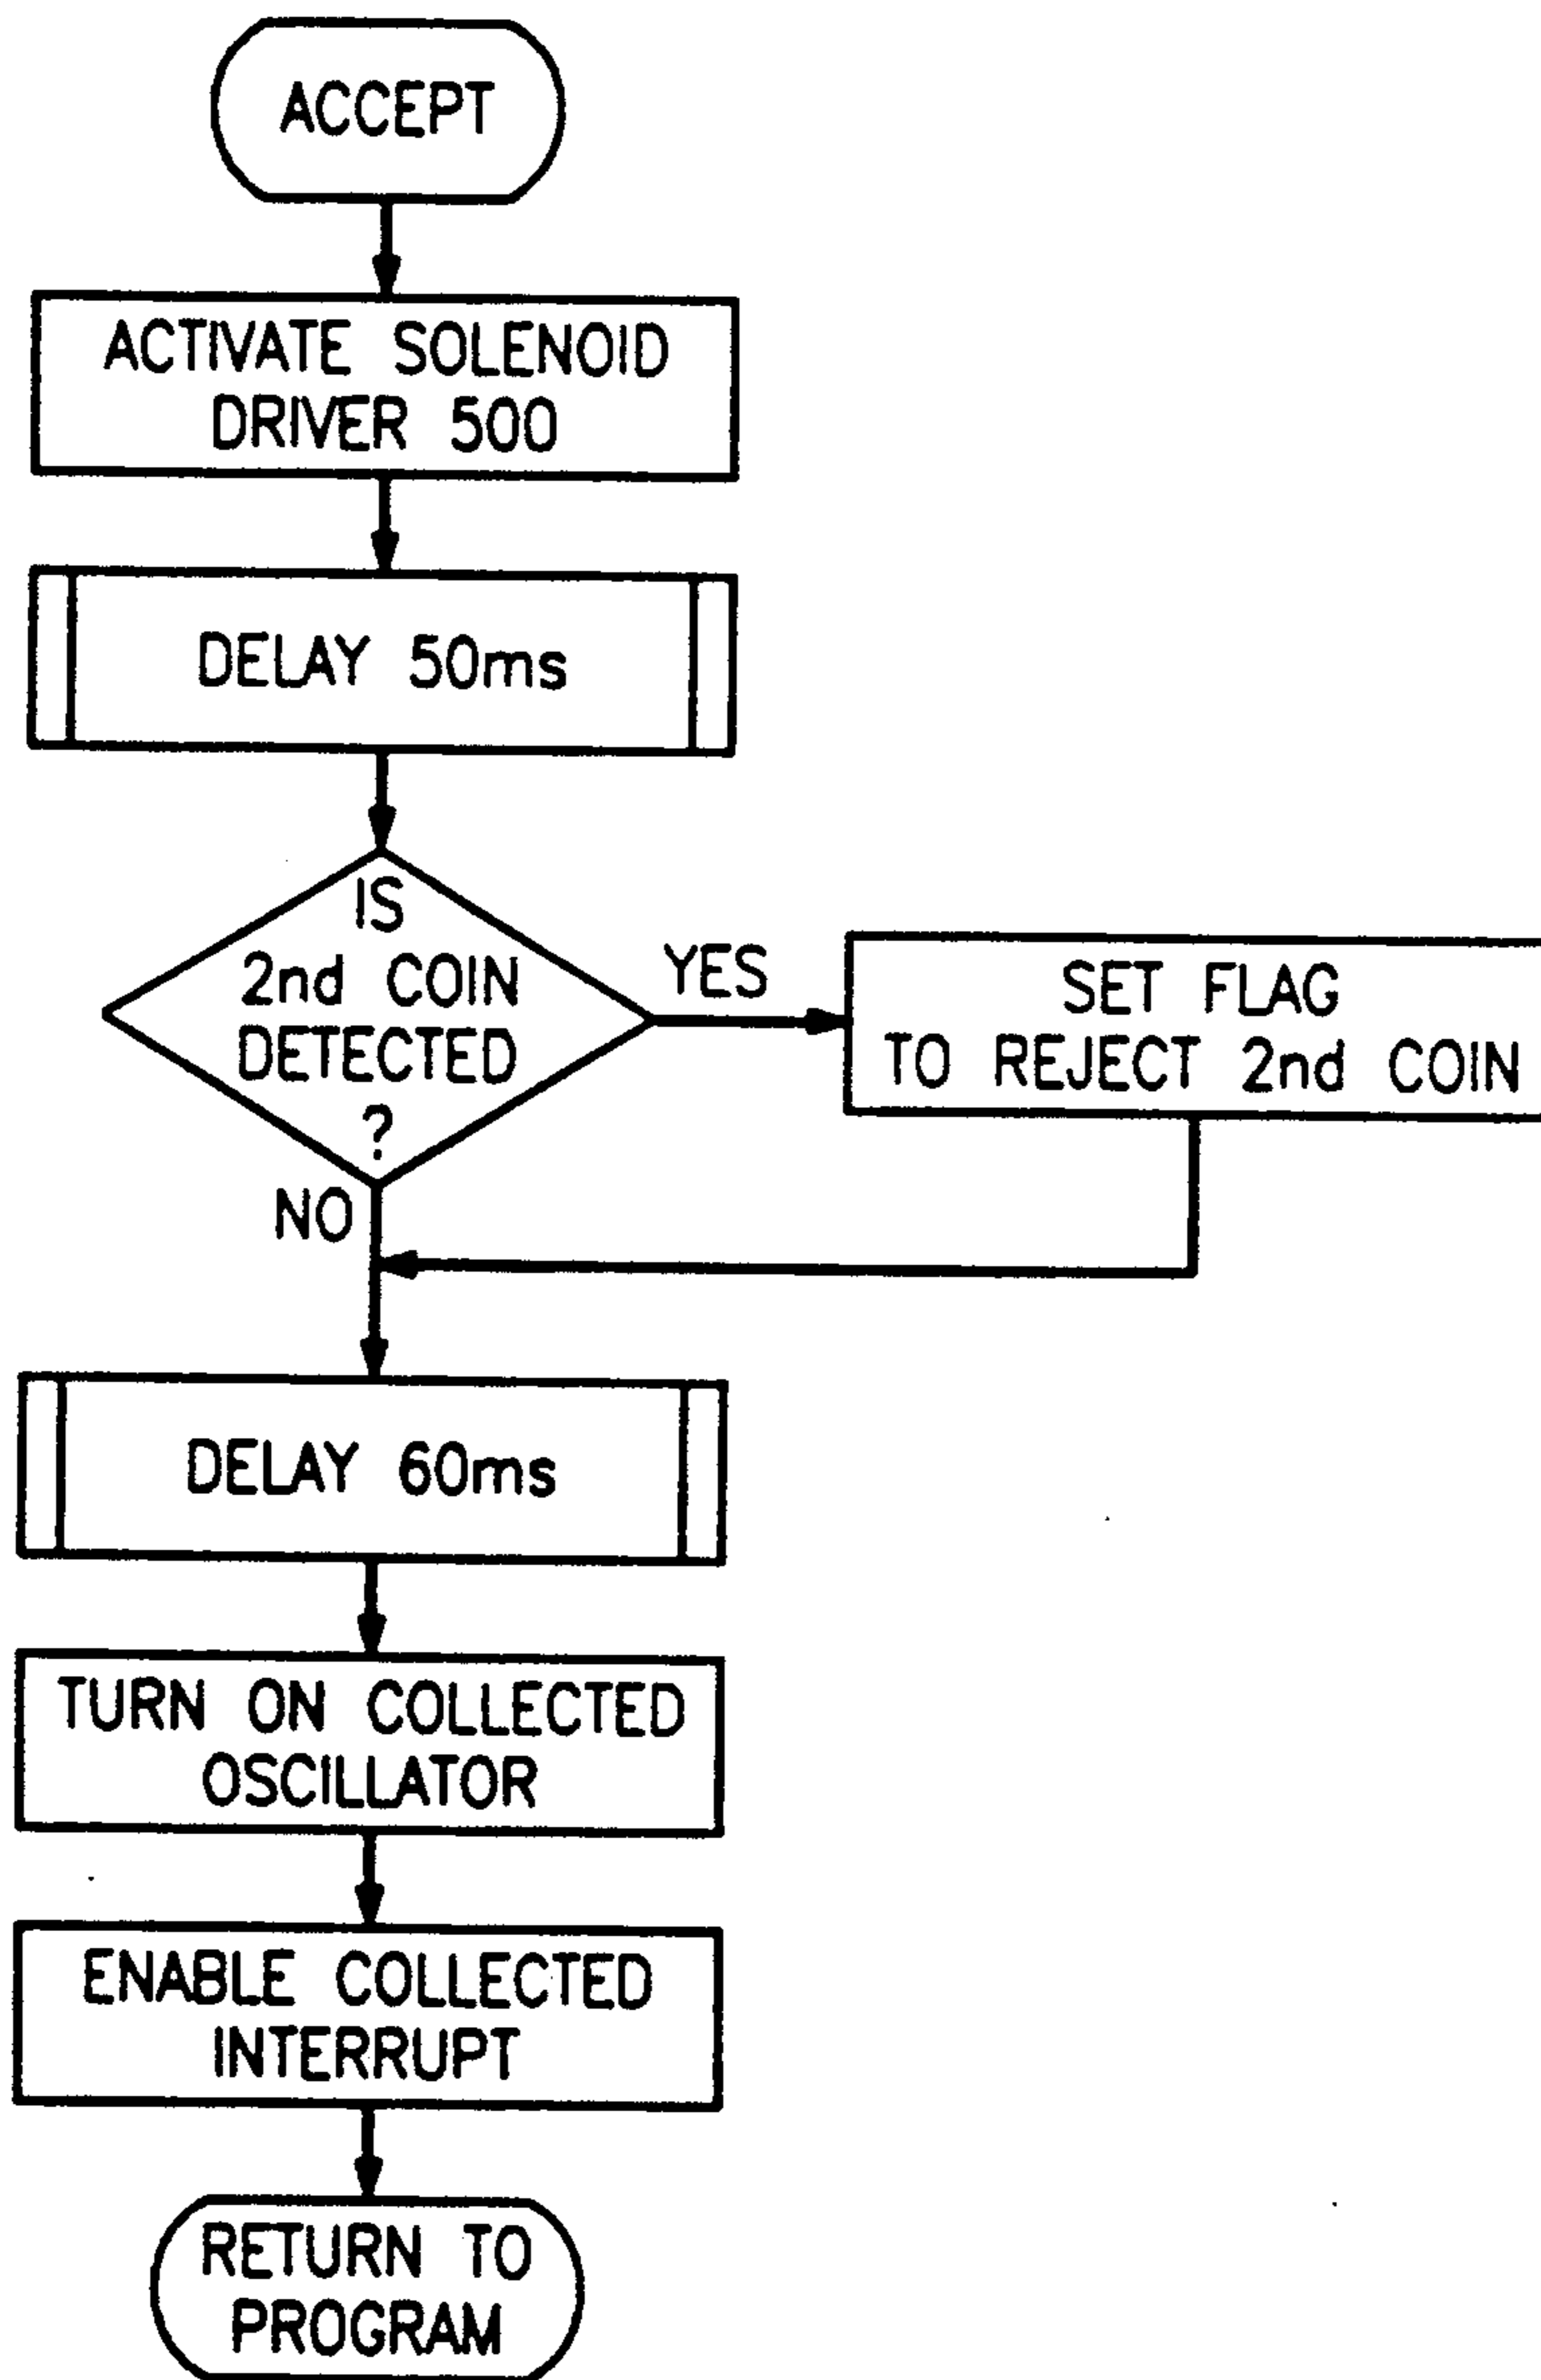 ACCEPT
ACTIVATE SOLENOID
DRIVER 500
DELAY 50ms
IS
2nd COIN
DETECTED
?
YES
SET FLAG
TO REJECT 2nd COIN
NO
DELAY 60ms
TURN ON COLLECTED
OSCILLATOR
ENABLE COLLECTED
INTERRUPT
RETURN TO
PROGRAM